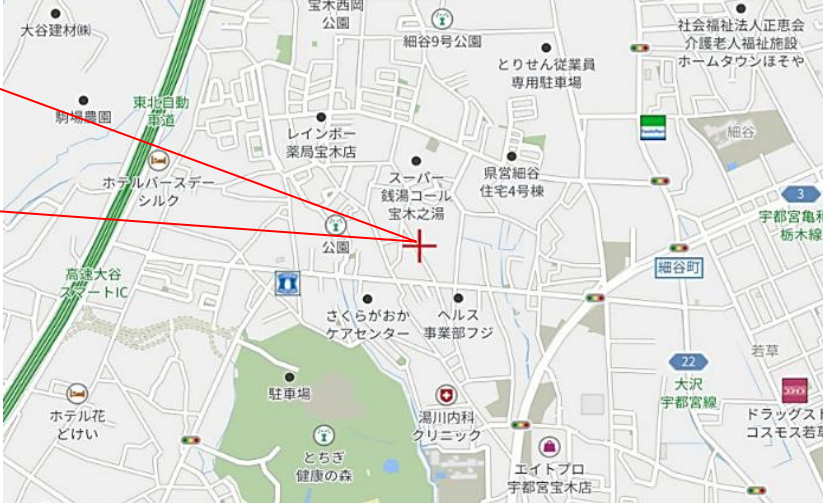 宝木西岡
公園
大谷建材㈱
細谷9号公園
社会福祉法人正恵会
介護老人福祉施設
ホームタウンほそや
とりせん従業員
専用駐車場
東北自動
車道
駒場農園
レインボー
薬局宝木店
FamilyMart
細谷
ホテルバースデー
シルク
スーパー
銭湯コール
宝木之湯
県営細谷
住宅4号棟
3
宇都宮亀和
栃木線
公園
細谷町
高速大谷
スマートIC
さくらがおか
ケアセンター
ヘルス
事業部フジ
若草
22
大沢
宇都宮線
駐車場
ホテル花
どけい
湯川内科
クリニック
ドラッグスト
コスモス若草
とちぎ
健康の森
エイトプロ
宇都宮宝木店